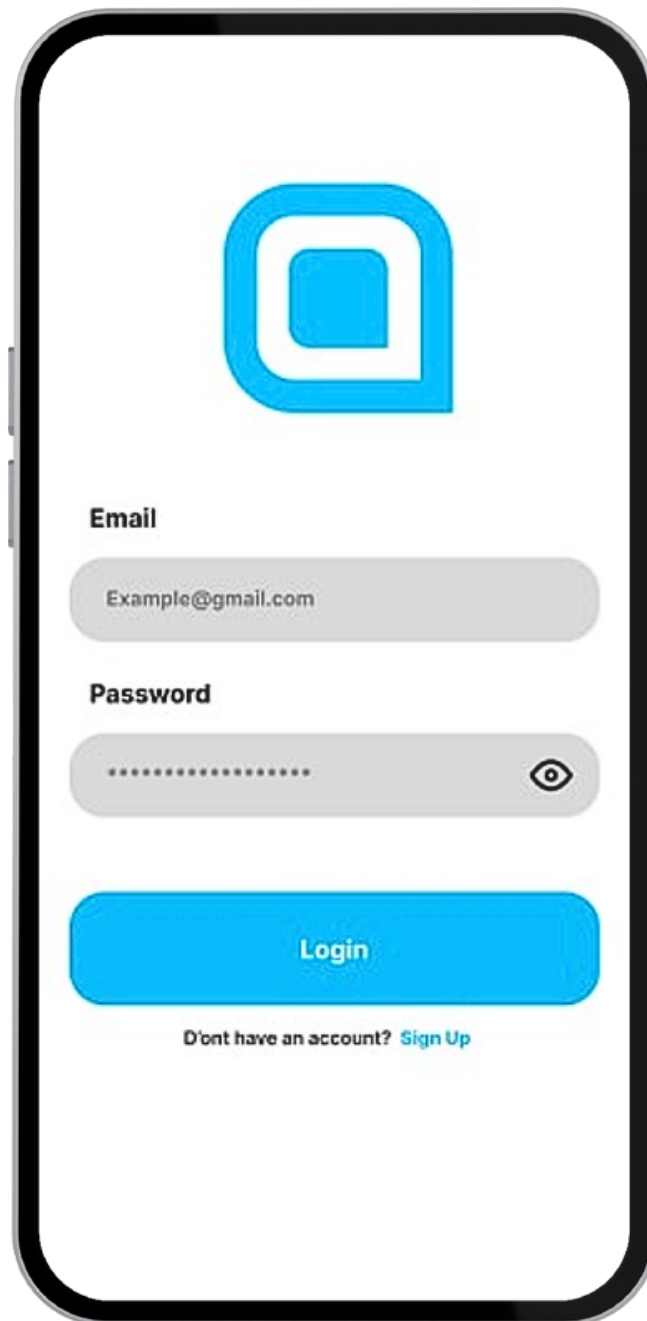 Email
Example@gmail.com
Password
••••••••••••••••••
Login
D'ont have an account? Sign Up